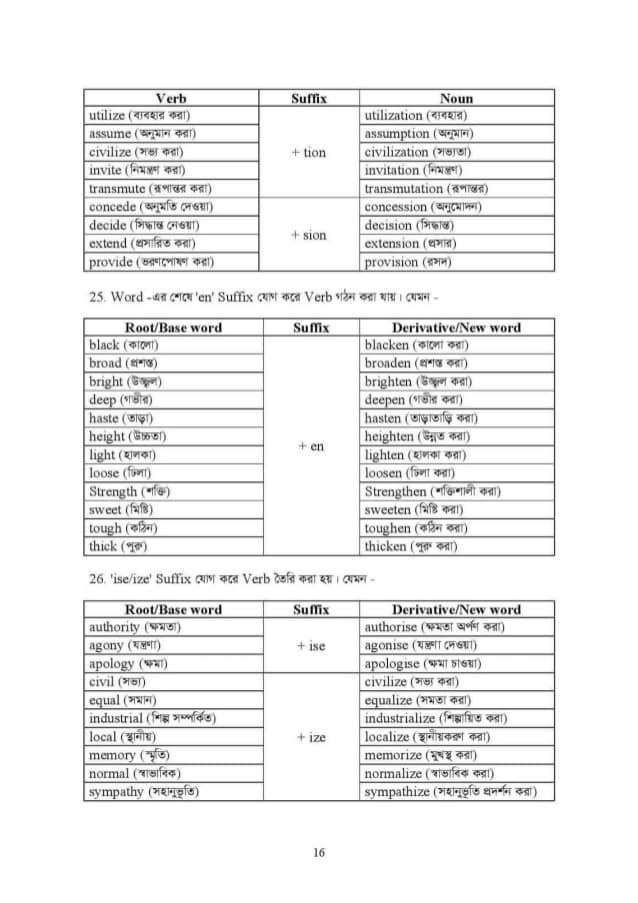 Verb Suffix Noun
utilize (ব্যবহার করা) utilization (ব্যবহার)
assume (অনুমান করা) assumption (অনুমান)
civilize (সভ্য করা) + tion civilization (সভ্যতা)
invite (নিমন্ত্রণ করা) invitation (নিমন্ত্রণ)
transmute (রূপান্তর করা) transmutation (রূপান্তর)
concede (অনুমতি দেওয়া) concession (অনুমোদন)
decide (সিদ্ধান্ত নেওয়া) + sion decision (সিদ্ধান্ত)
extend (প্রসারিত করা) extension (প্রসার)
provide (ভরণপোষণ করা) provision (রসদ)
25. Word -এর শেষে 'en' Suffix যোগ করে Verb গঠন করা যায়। যেমন -
Root/Base word Suffix Derivative/New word
black (কালো) blacken (কালো করা)
broad (প্রশস্ত) broaden (প্রশস্ত করা)
bright (উজ্জ্বল) brighten (উজ্জ্বল করা)
deep (গভীর) deepen (গভীর করা)
haste (তাড়া) hasten (তাড়াতাড়ি করা)
height (উচ্চতা) + en heighten (উন্নত করা)
light (হালকা) lighten (হালকা করা)
loose (ঢিলা) loosen (ঢিলা করা)
Strength (শক্তি) Strengthen (শক্তিশালী করা)
sweet (মিষ্টি) sweeten (মিষ্টি করা)
tough (কঠিন) toughen (কঠিন করা)
thick (পুরু) thicken (পুরু করা)
26. 'ise/ize' Suffix যোগ করে Verb তৈরি করা হয়। যেমন -
Root/Base word Suffix Derivative/New word
authority (ক্ষমতা) authorise (ক্ষমতা অর্পণ করা)
agony (যন্ত্রণা) + ise agonise (যন্ত্রণা দেওয়া)
apology (ক্ষমা) apologise (ক্ষমা চাওয়া)
civil (সভ্য) civilize (সভ্য করা)
equal (সমান) equalize (সমতা করা)
industrial (শিল্প সম্পর্কিত) industrialize (শিল্পায়িত করা)
local (স্থানীয়) + ize localize (স্থানীয়করণ করা)
memory (স্মৃতি) memorize (মুখস্থ করা)
normal (স্বাভাবিক) normalize (স্বাভাবিক করা)
sympathy (সহানুভূতি) sympathize (সহানুভূতি প্রদর্শন করা)
16